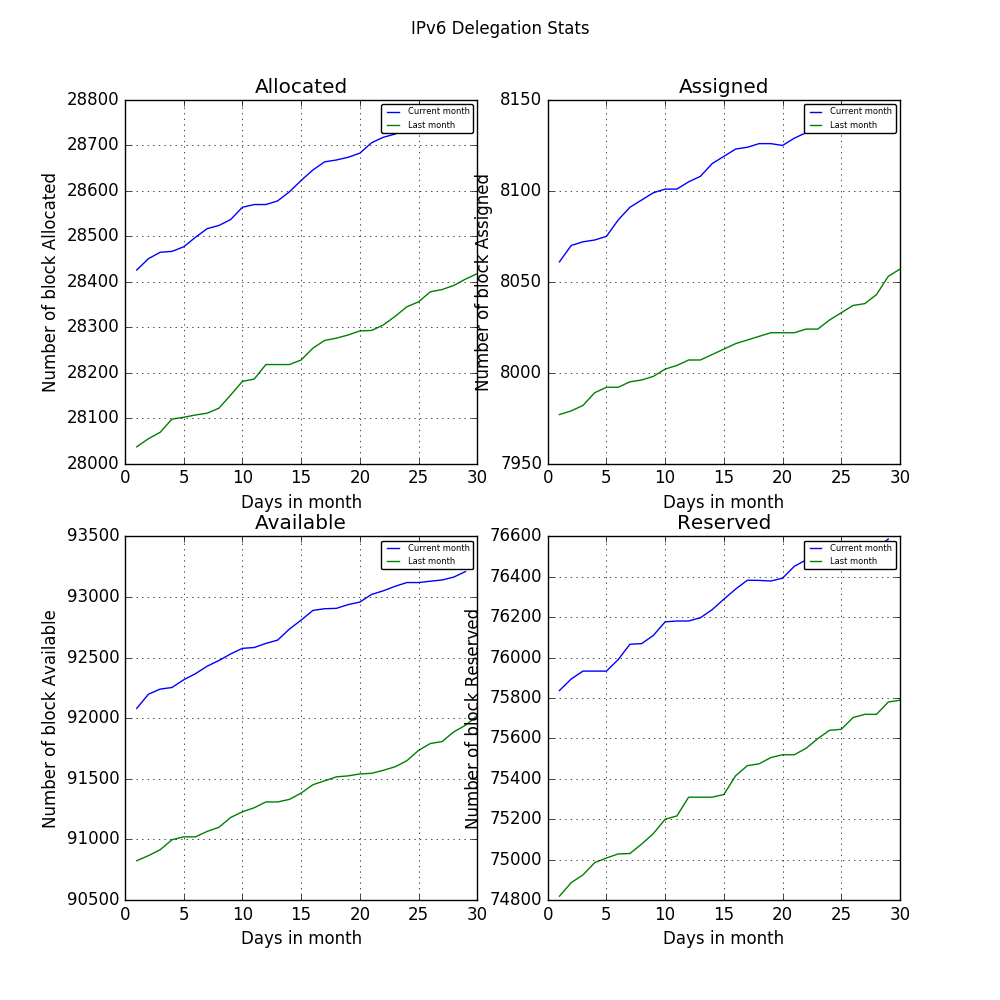 IPv6 Delegation Stats
Allocated
28800
28700
28600
28500
28400
28300
28200
28100
28000
Number of block Allocated
Current month
Last month
0 5 10 15 20 25 30
Days in month
Assigned
8150
8100
8050
8000
7950
Number of block Assigned
Current month
Last month
0 5 10 15 20 25 30
Days in month
Available
93500
93000
92500
92000
91500
91000
90500
Number of block Available
Current month
Last month
0 5 10 15 20 25 30
Days in month
Reserved
76600
76400
76200
76000
75800
75600
75400
75200
75000
74800
Number of block Reserved
Current month
Last month
0 5 10 15 20 25 30
Days in month